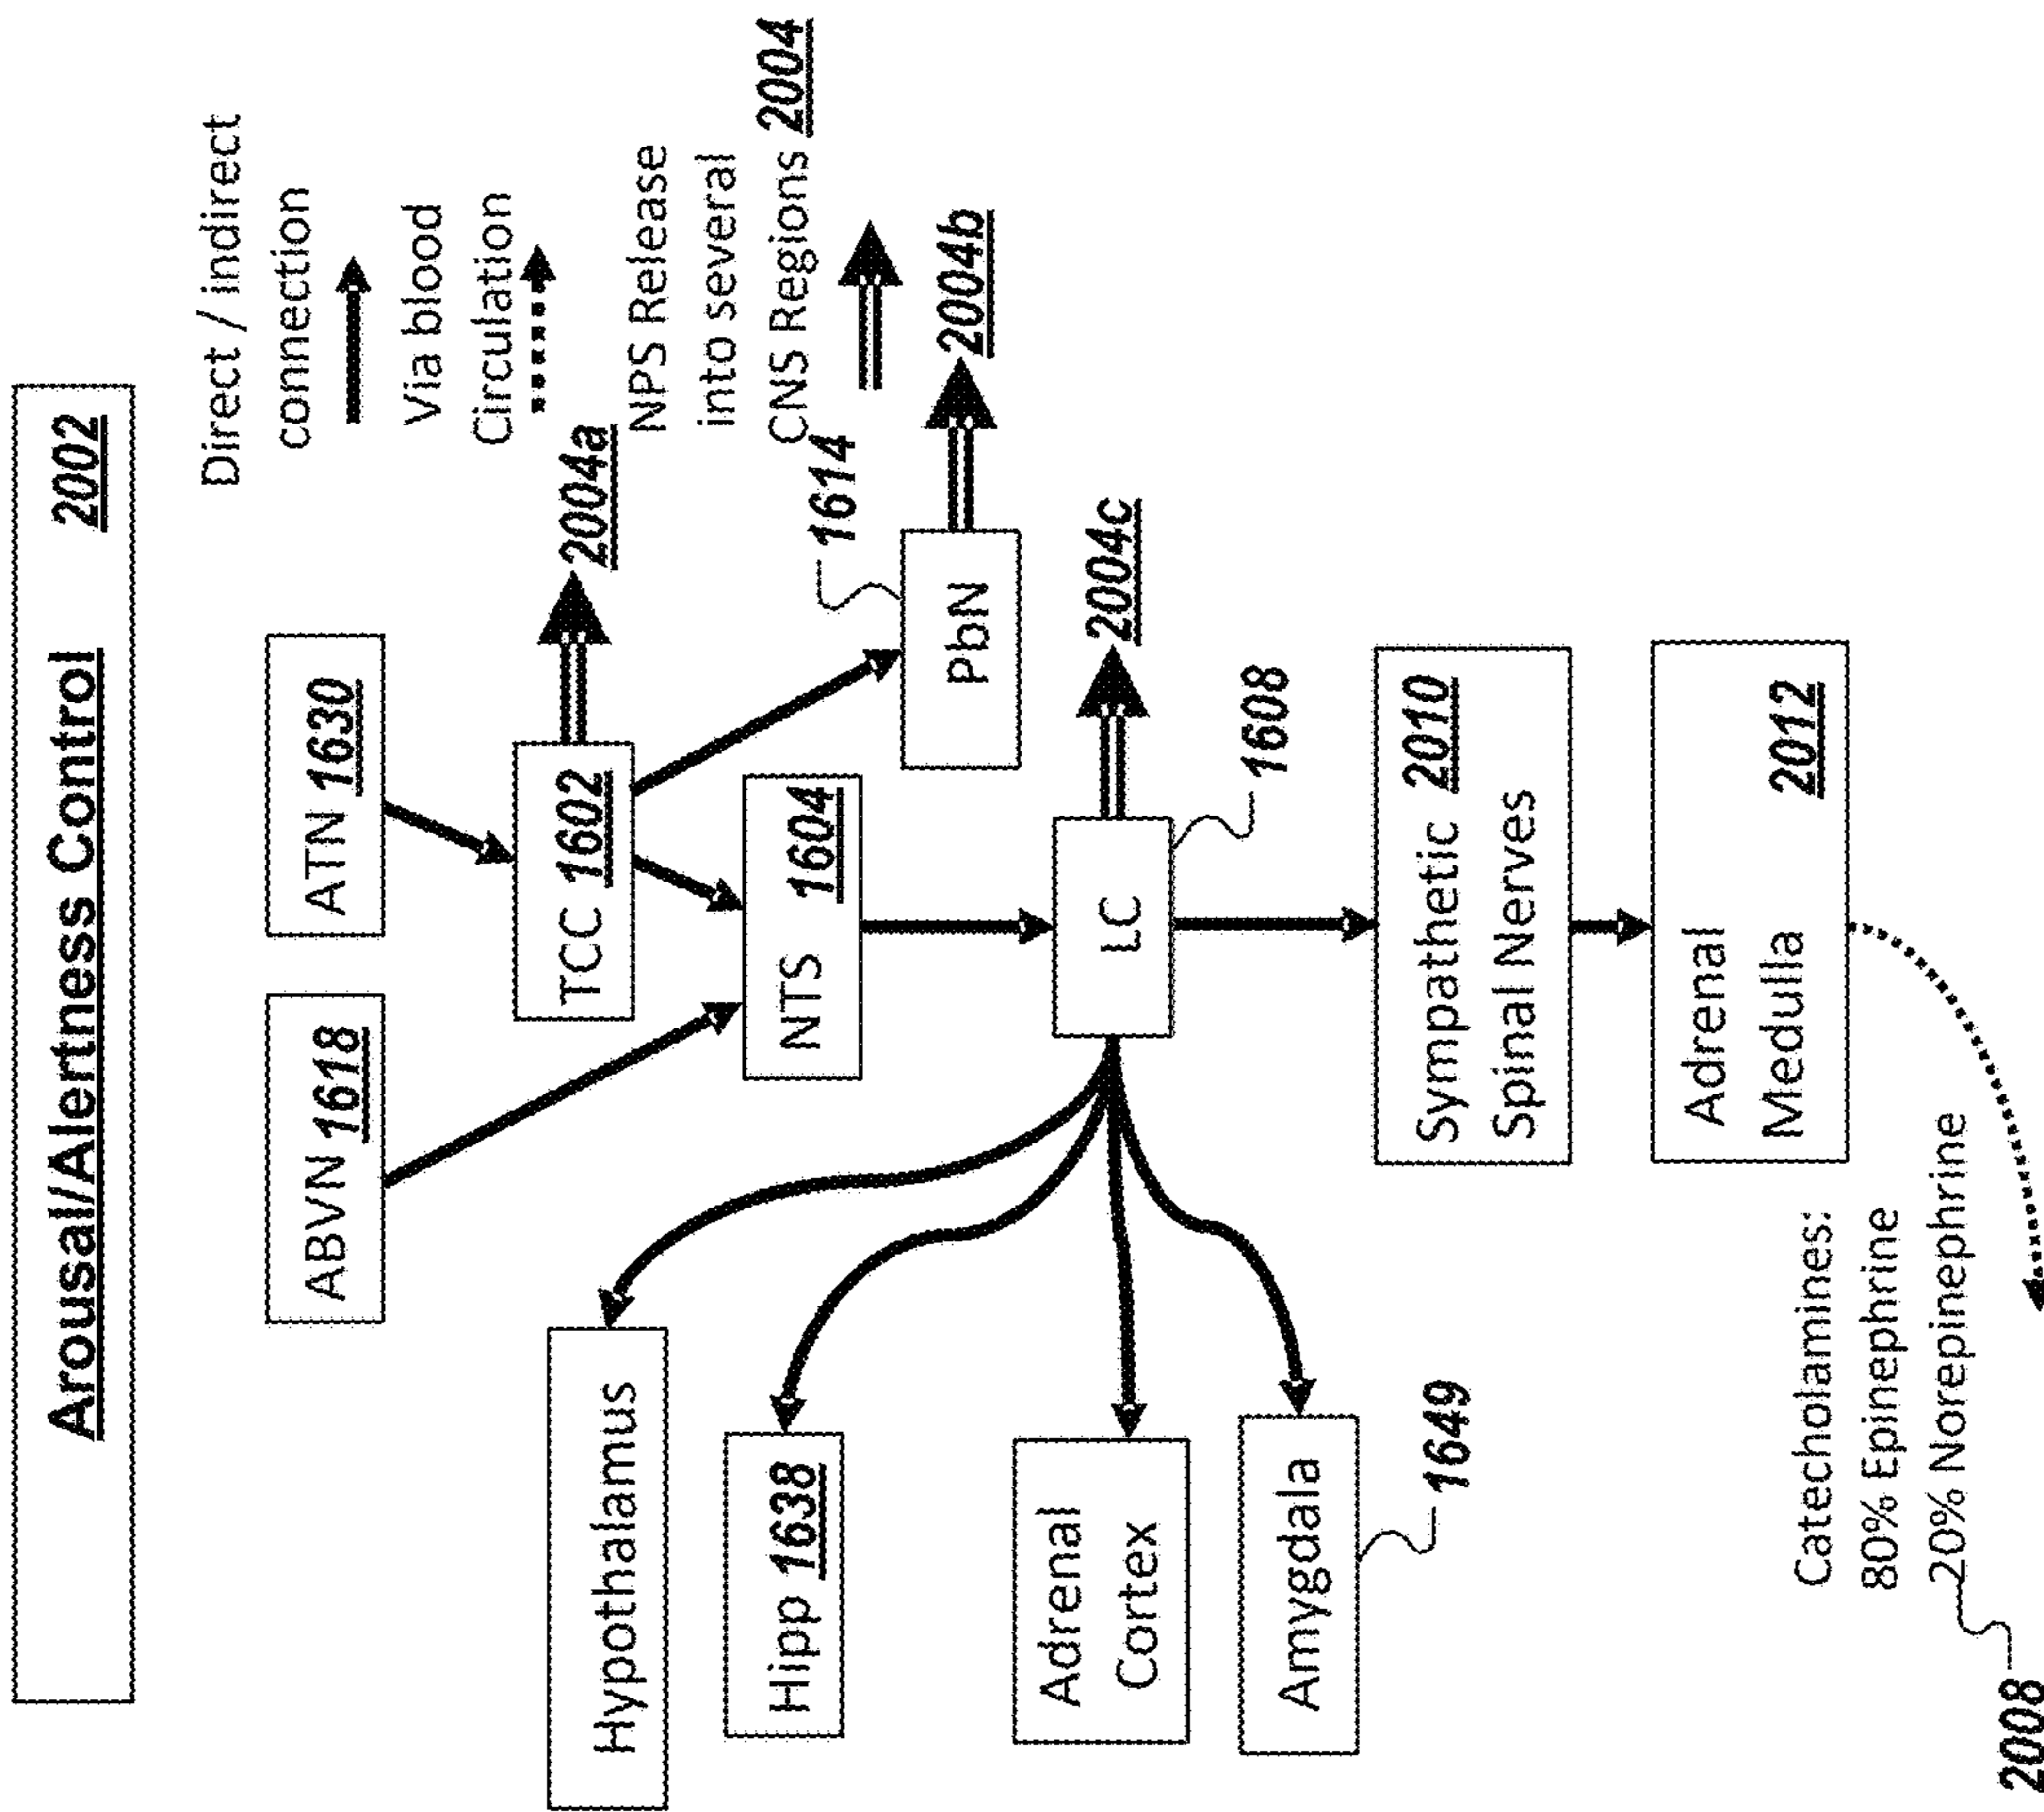 Arousal/Alertness Control 2002
Direct / indirect
connection
Via blood
Circulation
NPS Release
into several
CNS Regions 2004
ABVN 1618
ATN 1630
TCC 1602
2004a
NTS 1604
1614
PbN
2004b
LC
2004c
1608
Hypothalamus
Hipp 1638
Adrenal
Cortex
Amygdala
1649
Sympathetic 2010
Spinal Nerves
Adrenal
Medulla 2012
Catecholamines:
80% Epinephrine
20% Norepinephrine
2008